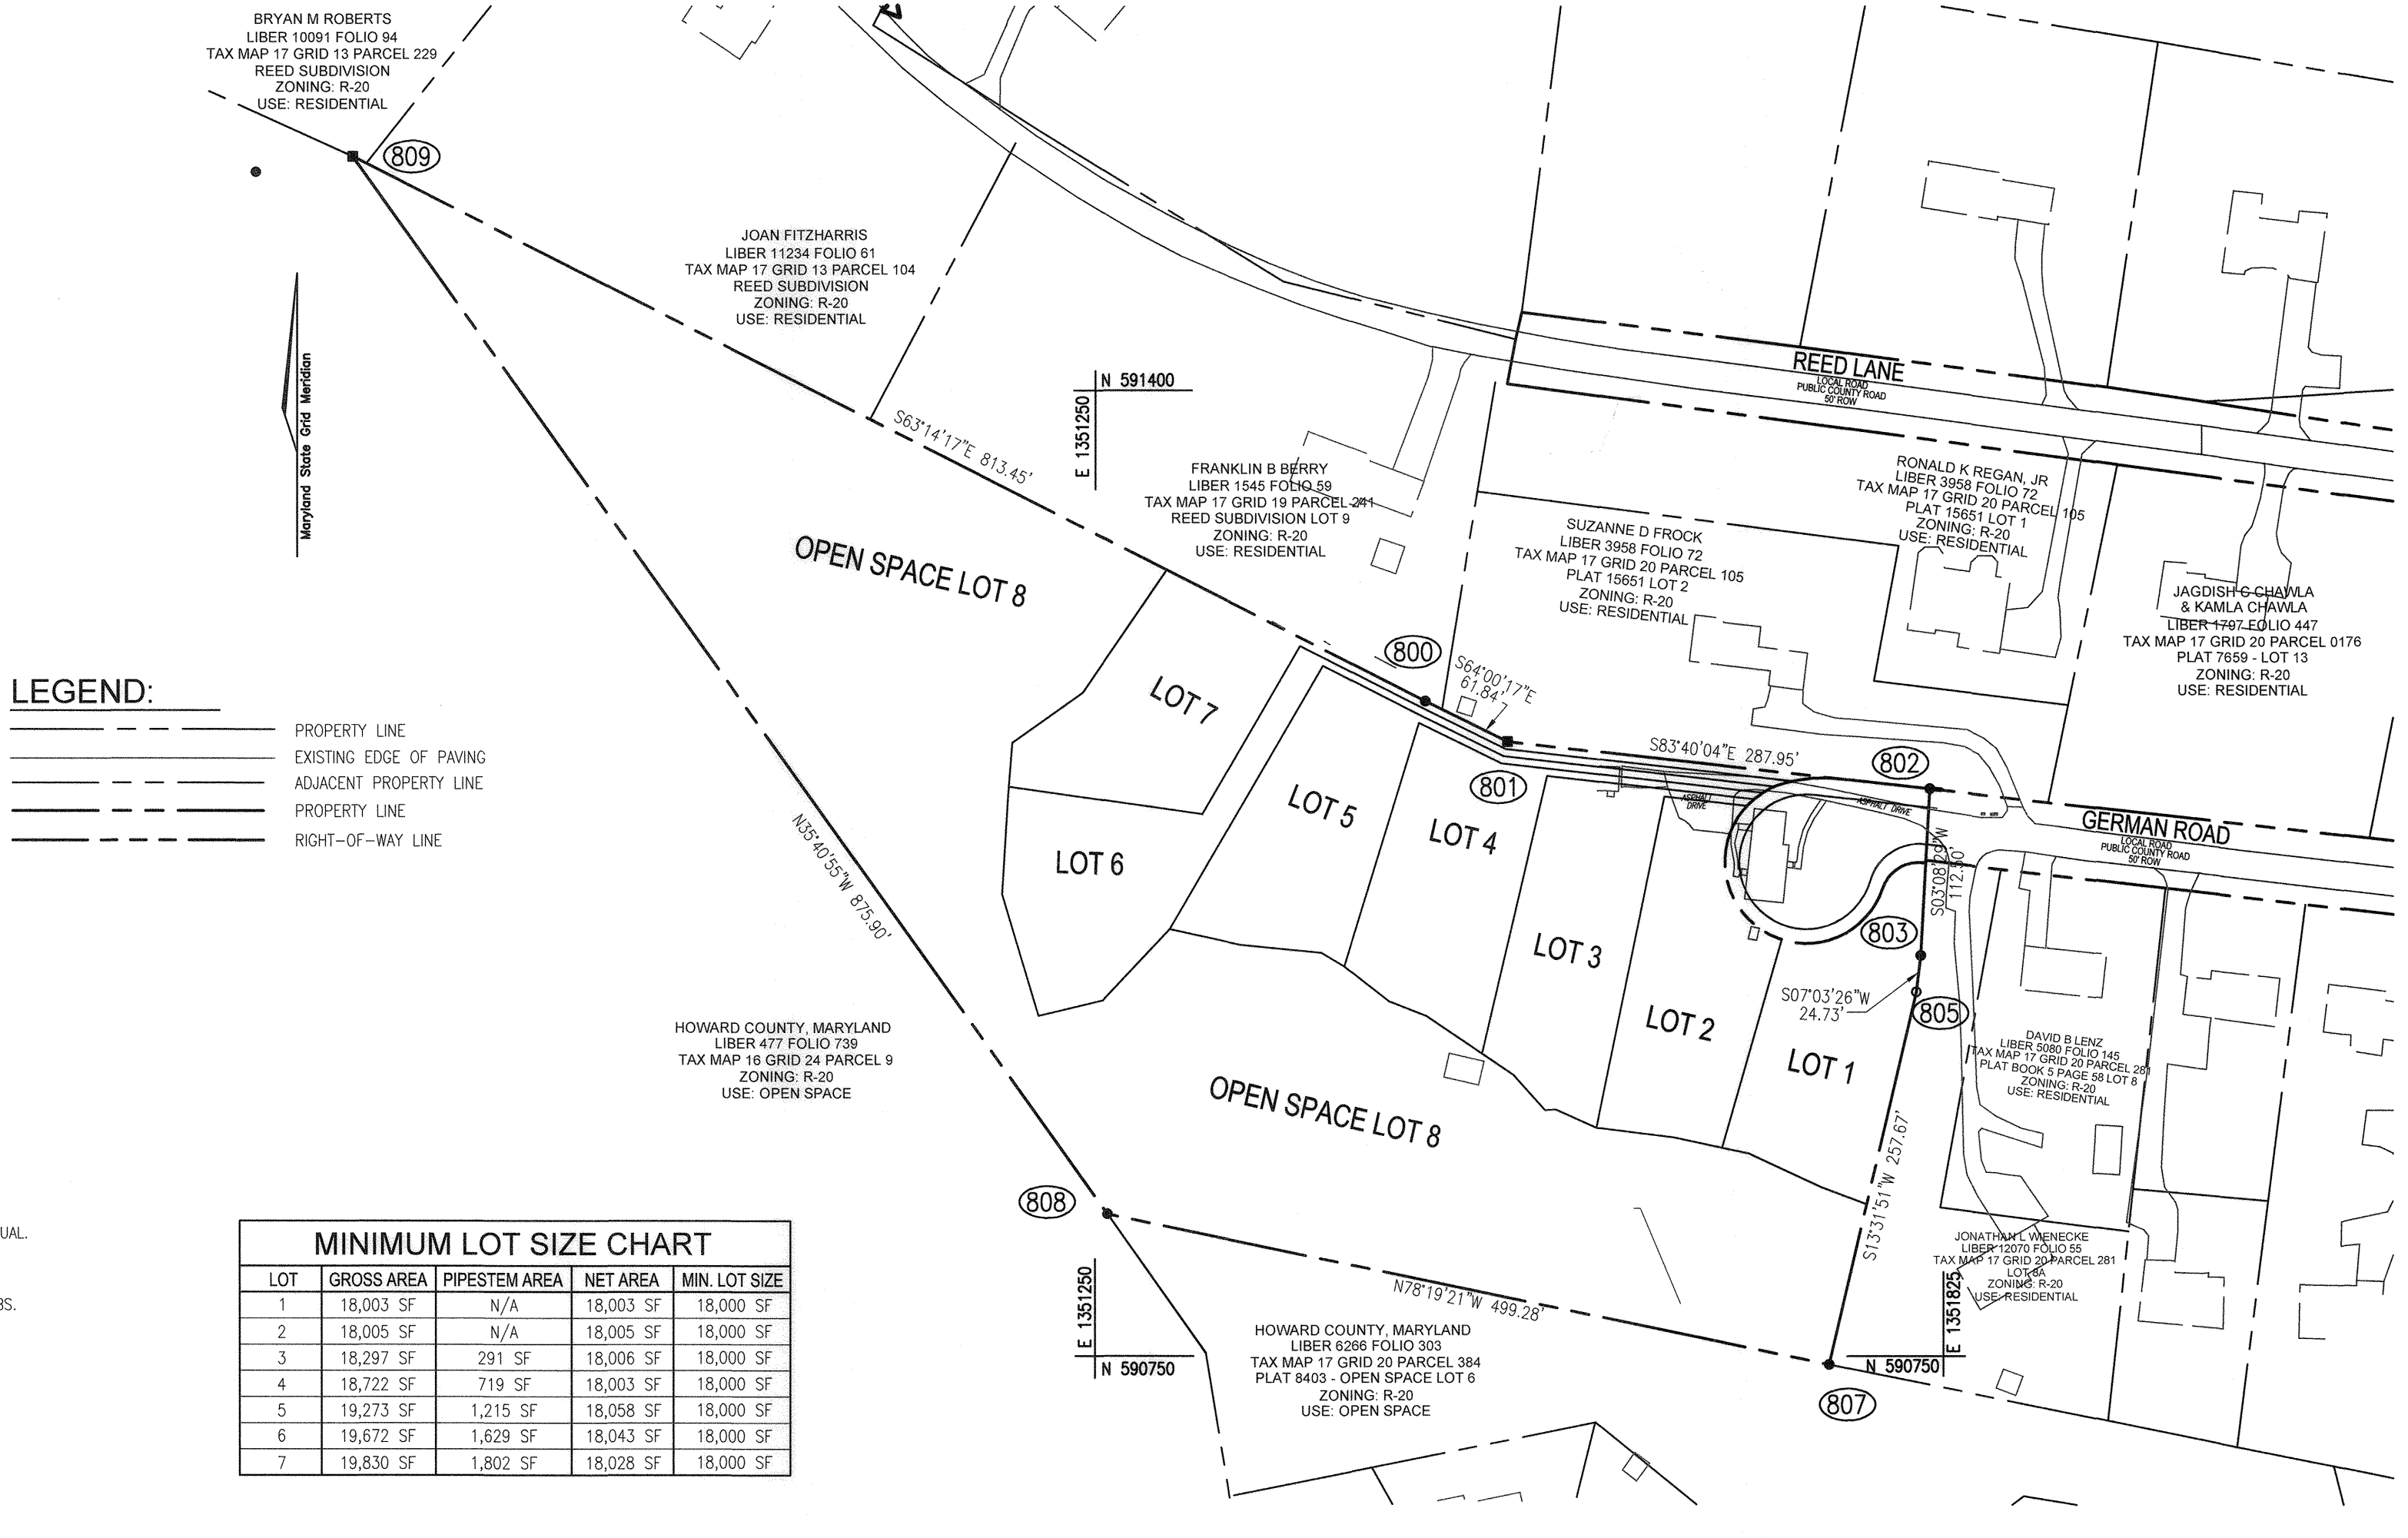 BRYAN M ROBERTS
LIBER 10091 FOLIO 94
TAX MAP 17 GRID 13 PARCEL 229
REED SUBDIVISION
ZONING: R-20
USE: RESIDENTIAL
809
JOAN FITZHARRIS
LIBER 11234 FOLIO 61
TAX MAP 17 GRID 13 PARCEL 104
REED SUBDIVISION
ZONING: R-20
USE: RESIDENTIAL
Maryland State Grid Meridian
N 591400
E 1351250
REED LANE
LOCAL ROAD
PUBLIC COUNTY ROAD
50' ROW
S63°14'17"E 813.45'
FRANKLIN B BERRY
LIBER 1545 FOLIO 59
TAX MAP 17 GRID 19 PARCEL 241
REED SUBDIVISION LOT 9
ZONING: R-20
USE: RESIDENTIAL
RONALD K REGAN, JR
LIBER 3958 FOLIO 72
TAX MAP 17 GRID 20 PARCEL 105
PLAT 15651 LOT 1
ZONING: R-20
USE: RESIDENTIAL
SUZANNE D FROCK
LIBER 3958 FOLIO 72
TAX MAP 17 GRID 20 PARCEL 105
PLAT 15651 LOT 2
ZONING: R-20
USE: RESIDENTIAL
JAGDISH C CHAWLA
& KAMLA CHAWLA
LIBER 1797 FOLIO 447
TAX MAP 17 GRID 20 PARCEL 0176
PLAT 7659 - LOT 13
ZONING: R-20
USE: RESIDENTIAL
OPEN SPACE LOT 8
800
S64°00'17"E
61.84'
LOT 7
LEGEND:
PROPERTY LINE
EXISTING EDGE OF PAVING
ADJACENT PROPERTY LINE
PROPERTY LINE
RIGHT-OF-WAY LINE
S83°40'04"E 287.95'
802
801
ASPHALT
DRIVE
ASPHALT DRIVE
GERMAN ROAD
LOCAL ROAD
PUBLIC COUNTY ROAD
50' ROW
LOT 5
LOT 4
LOT 6
N35°40'55"W 875.90'
S03°08'29"W
112.50'
803
LOT 3
S07°03'26"W
24.73'
805
LOT 2
LOT 1
HOWARD COUNTY, MARYLAND
LIBER 477 FOLIO 739
TAX MAP 16 GRID 24 PARCEL 9
ZONING: R-20
USE: OPEN SPACE
DAVID B LENZ
LIBER 5080 FOLIO 145
TAX MAP 17 GRID 20 PARCEL 281
PLAT BOOK 5 PAGE 58 LOT 8
ZONING: R-20
USE: RESIDENTIAL
OPEN SPACE LOT 8
S13°31'51"W 257.67'
808
JONATHAN L WIENECKE
LIBER 12070 FOLIO 55
TAX MAP 17 GRID 20 PARCEL 281
LOT 8A
ZONING: R-20
USE: RESIDENTIAL
UAL.
BS.
E 1351250
N 590750
N78°19'21"W 499.28'
E 1351825
N 590750
807
HOWARD COUNTY, MARYLAND
LIBER 6266 FOLIO 303
TAX MAP 17 GRID 20 PARCEL 384
PLAT 8403 - OPEN SPACE LOT 6
ZONING: R-20
USE: OPEN SPACE
MINIMUM LOT SIZE CHART
LOT GROSS AREA PIPESTEM AREA NET AREA MIN. LOT SIZE
1 18,003 SF N/A 18,003 SF 18,000 SF
2 18,005 SF N/A 18,005 SF 18,000 SF
3 18,297 SF 291 SF 18,006 SF 18,000 SF
4 18,722 SF 719 SF 18,003 SF 18,000 SF
5 19,273 SF 1,215 SF 18,058 SF 18,000 SF
6 19,672 SF 1,629 SF 18,043 SF 18,000 SF
7 19,830 SF 1,802 SF 18,028 SF 18,000 SF